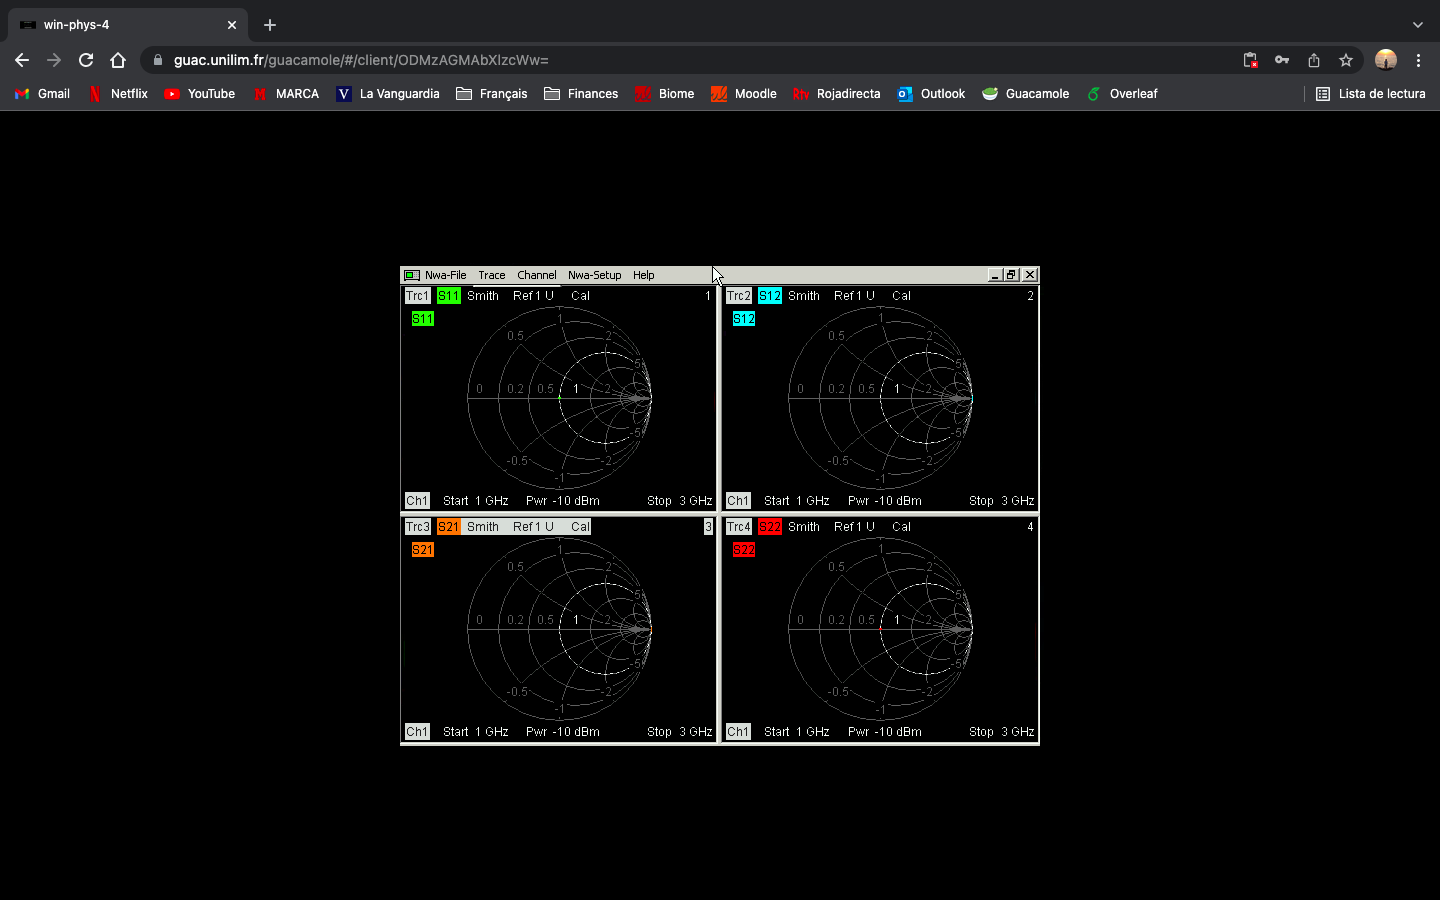 win-phys-4
guac.unilim.fr/guacamole/#/client/ODMzAGMAbXlzcWw=
Gmail Netflix YouTube MARCA La Vanguardia Français Finances Biome Moodle Rojadirecta Outlook Guacamole Overleaf Lista de lectura
Nwa-File Trace Channel Nwa-Setup Help
Trc1 S11 Smith Ref 1 U Cal 1
S11
1
0.5 2
5
0 0.2 0.5 1 2
-5
-0.5 -2
-1
Ch1 Start 1 GHz Pwr -10 dBm Stop 3 GHz
Trc2 S12 Smith Ref 1 U Cal 2
S12
1
0.5 2
5
0 0.2 0.5 1 2
-5
-0.5 -2
-1
Ch1 Start 1 GHz Pwr -10 dBm Stop 3 GHz
Trc3 S21 Smith Ref 1 U Cal 3
S21
1
0.5 2
5
0 0.2 0.5 1 2
-5
-0.5 -2
-1
Ch1 Start 1 GHz Pwr -10 dBm Stop 3 GHz
Trc4 S22 Smith Ref 1 U Cal 4
S22
1
0.5 2
5
0 0.2 0.5 1 2
-5
-0.5 -2
-1
Ch1 Start 1 GHz Pwr -10 dBm Stop 3 GHz